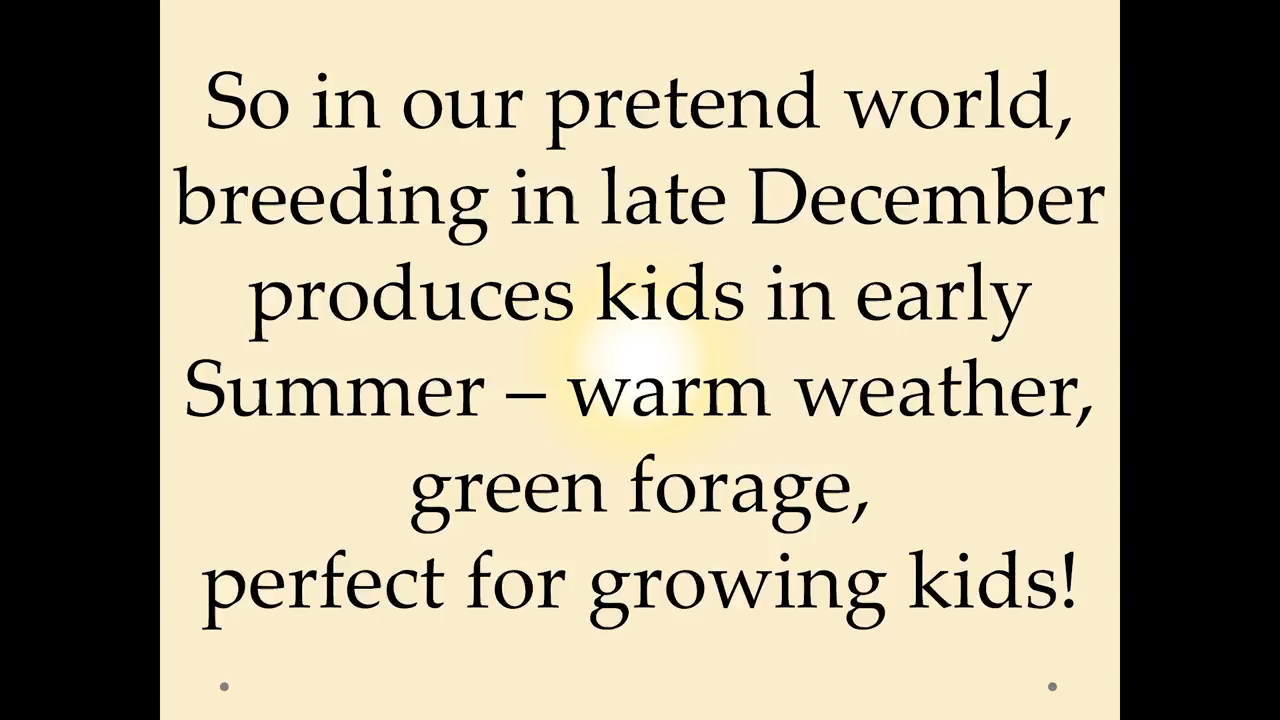 So in our pretend world,
breeding in late December
produces kids in early
Summer – warm weather,
green forage,
perfect for growing kids!